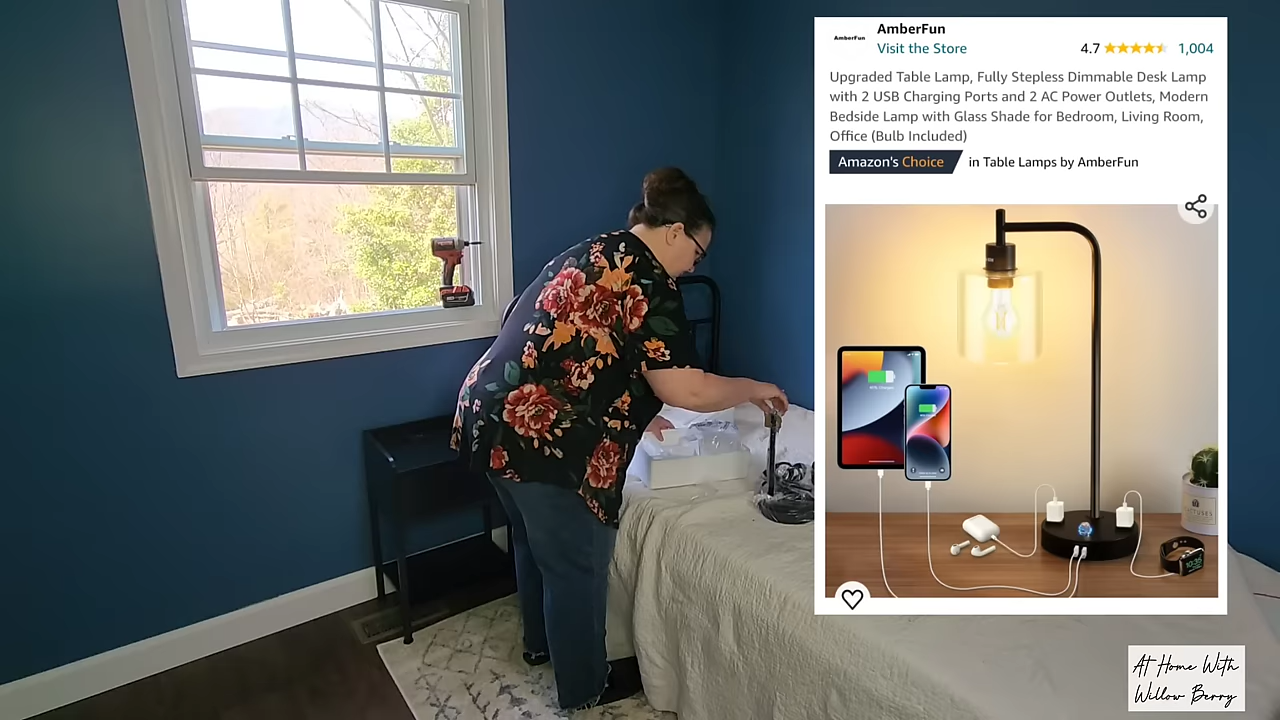 AmberFun
AmberFun
Visit the Store
4.7
1,004
Upgraded Table Lamp, Fully Stepless Dimmable Desk Lamp
with 2 USB Charging Ports and 2 AC Power Outlets, Modern
Bedside Lamp with Glass Shade for Bedroom, Living Room,
Office (Bulb Included)
Amazon's Choice in Table Lamps by AmberFun
At Home With
Willow Berry